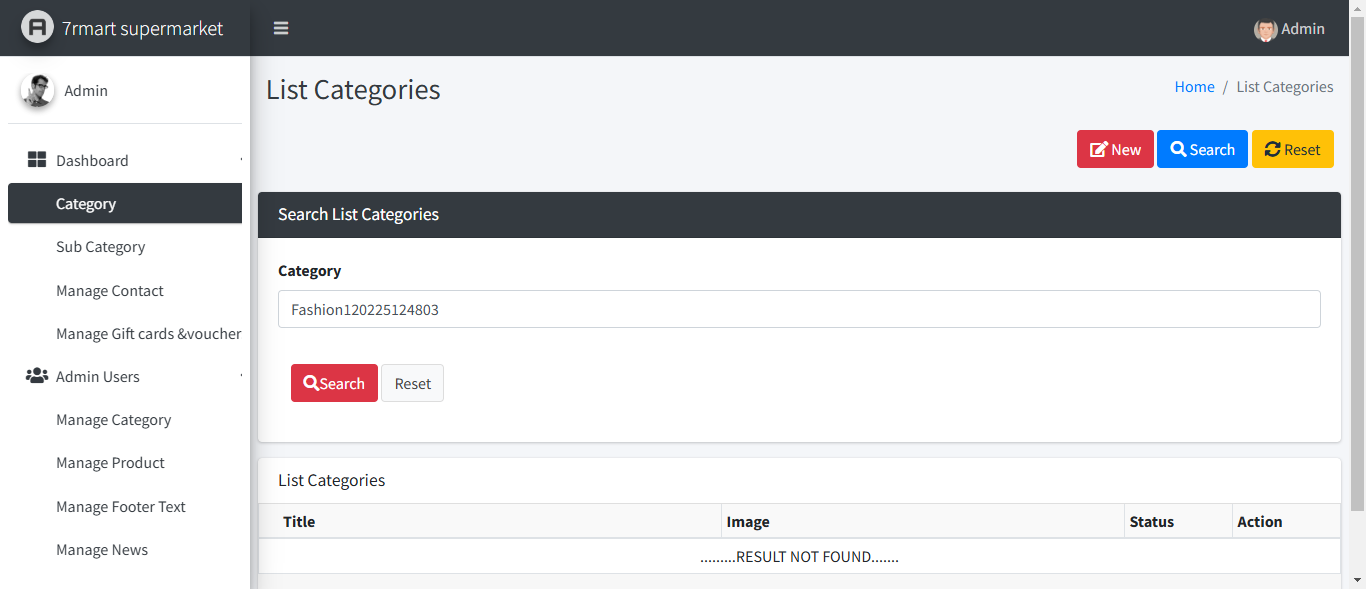 7rmart supermarket
Admin
Admin
List Categories
Home / List Categories
New Search Reset
Dashboard
Category
Sub Category
Manage Contact
Manage Gift cards &voucher
Admin Users
Manage Category
Manage Product
Manage Footer Text
Manage News
Search List Categories
Category
Fashion120225124803
Search Reset
List Categories
Title Image Status Action
.........RESULT NOT FOUND.......